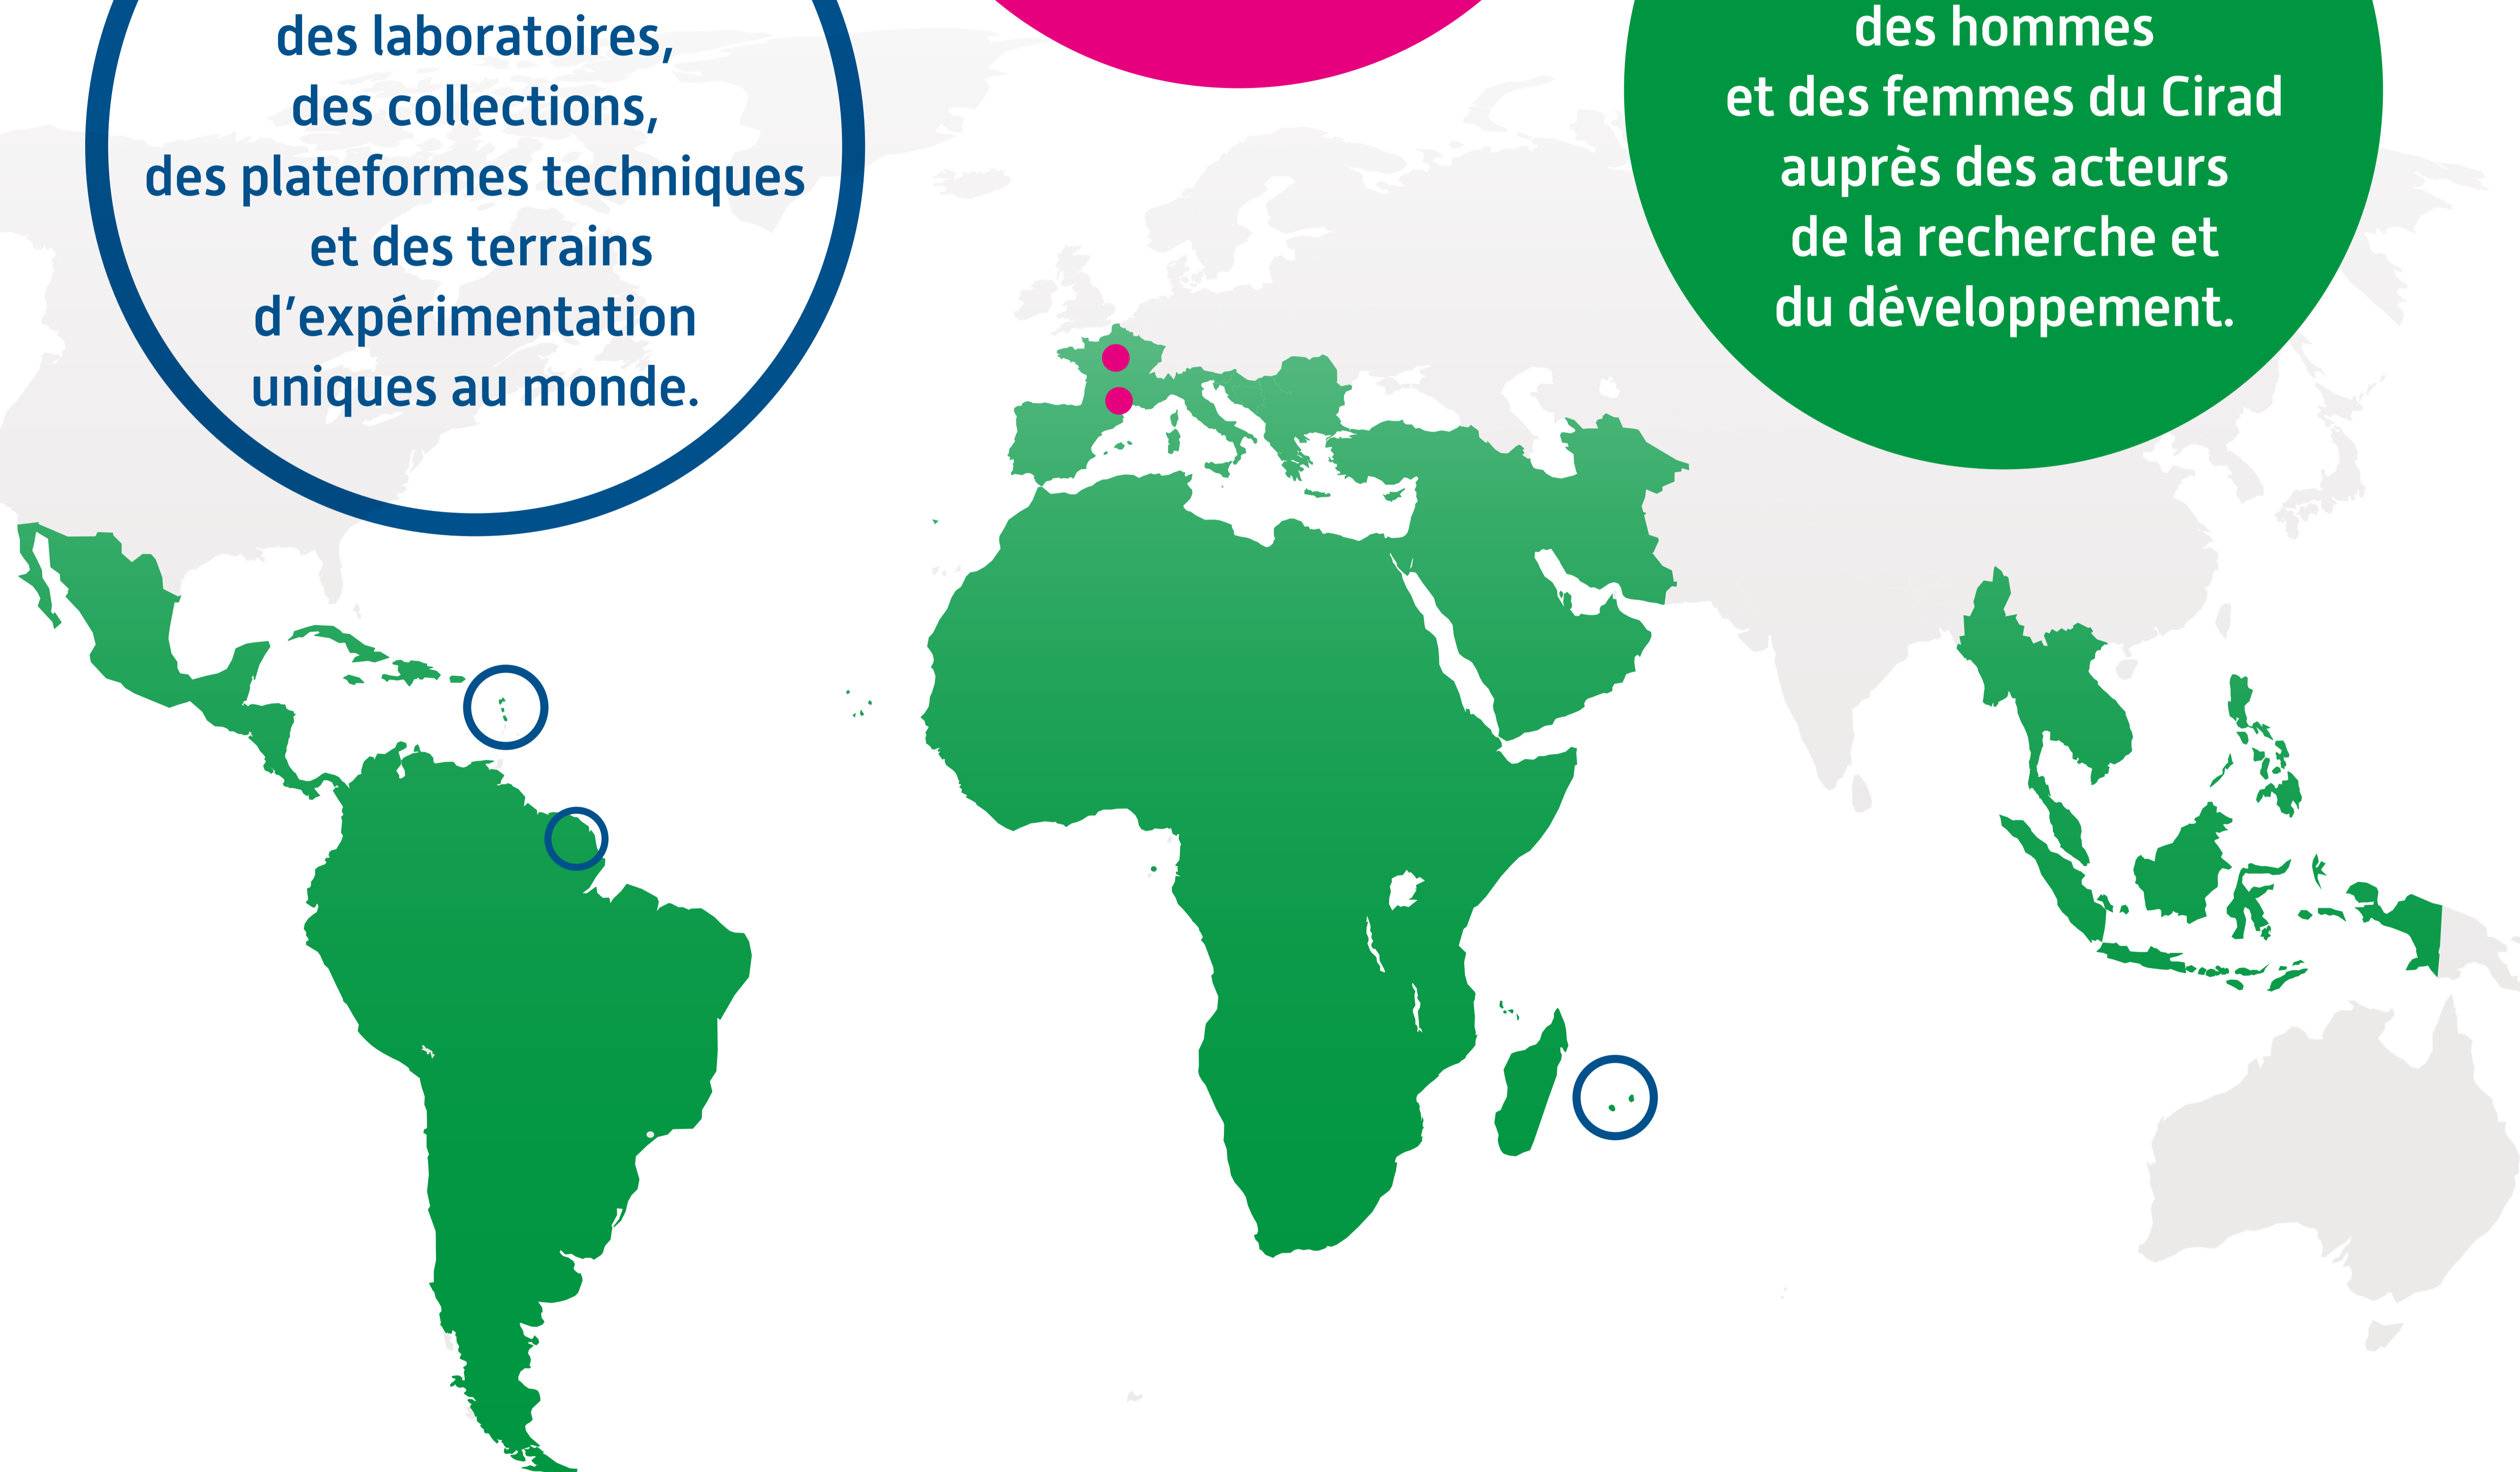 des laboratoires,
des collections,
des plateformes techniques
et des terrains
d’expérimentation
uniques au monde.
des hommes
et des femmes du Cirad
auprès des acteurs
de la recherche et
du développement.